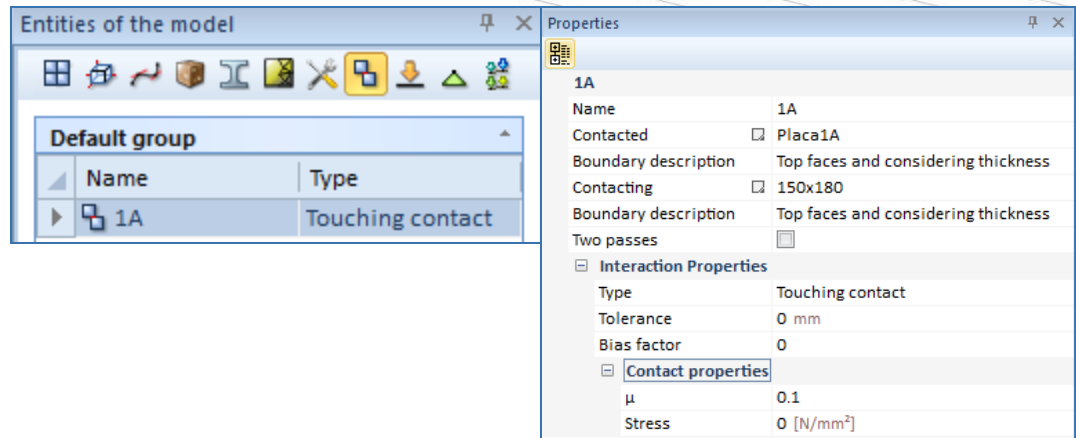 Entities of the model
Default group
Name Type
1A Touching contact
Properties
1A
Name 1A
Contacted Placa1A
Boundary description Top faces and considering thickness
Contacting 150x180
Boundary description Top faces and considering thickness
Two passes
Interaction Properties
Type Touching contact
Tolerance 0 mm
Bias factor 0
Contact properties
μ 0.1
Stress 0 [N/mm²]